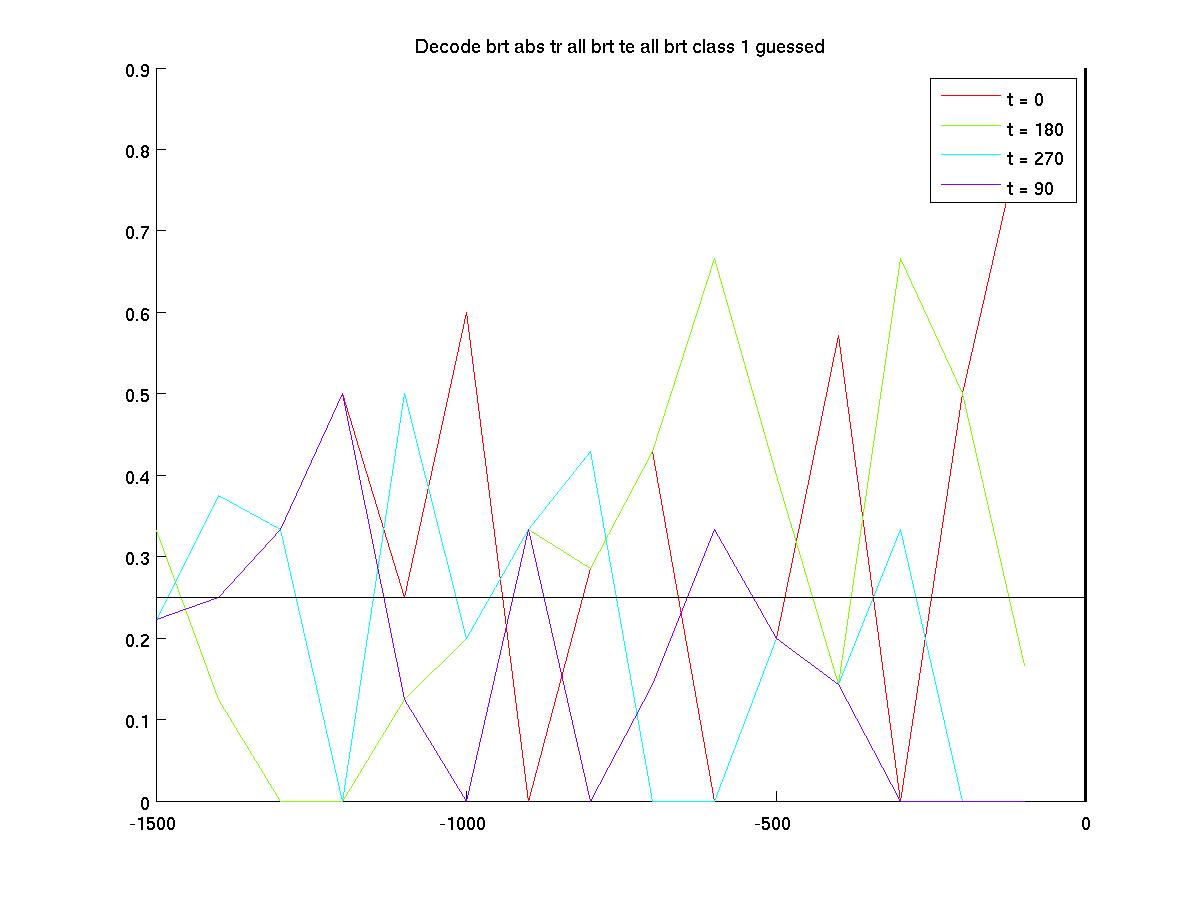 Decode brt abs tr all brt te all brt class 1 guessed
0.9
0.8
0.7
0.6
0.5
0.4
0.3
0.2
0.1
0
-1500
-1000
-500
0
t = 0
t = 180
t = 270
t = 90